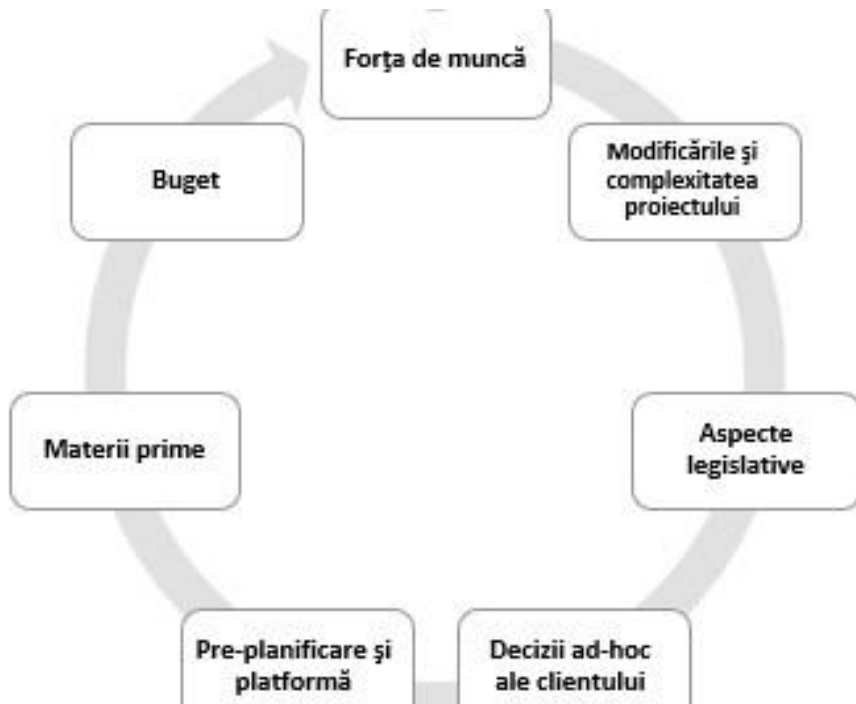 Forţa de muncă
Modificările şi
complexitatea
proiectului
Aspecte
legislative
Decizii ad-hoc
ale clientului
Pre-planificare şi
platformă
Materii prime
Buget